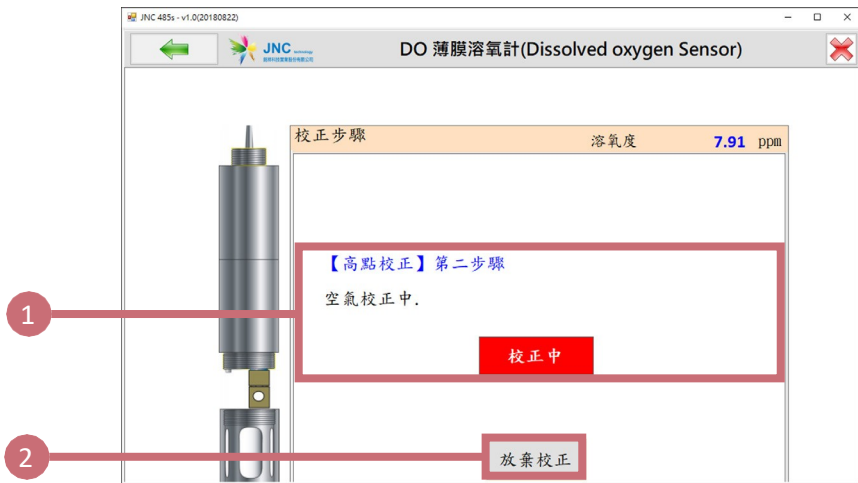 JNC 485s - v1.0(20180822)
JNC technology
DO 薄膜溶氧計(Dissolved oxygen Sensor)
校正步驟 溶氧度 7.91 ppm
【高點校正】第二步驟
空氣校正中.
校正中
1
放棄校正
2